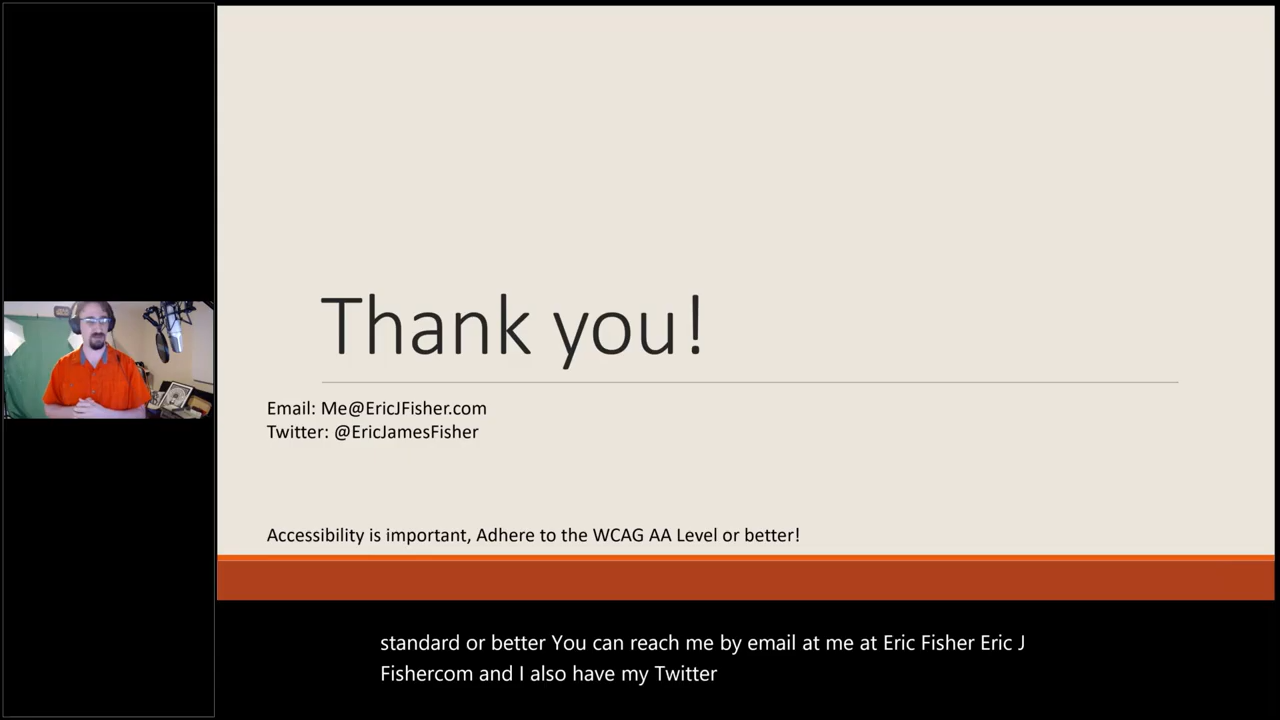 Thank you!
Email: Me@EricJFisher.com
Twitter: @EricJamesFisher
Accessibility is important, Adhere to the WCAG AA Level or better!
standard or better You can reach me by email at me at Eric Fisher Eric J
Fishercom and I also have my Twitter